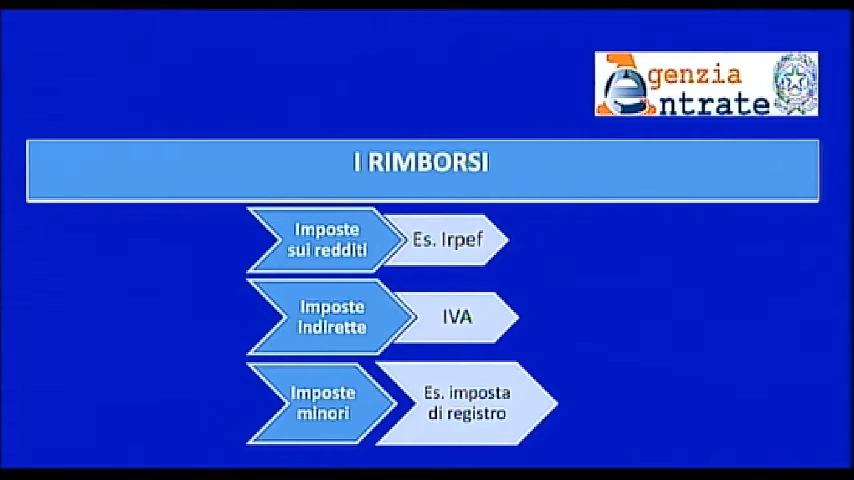 Agenzia
Entrate
I RIMBORSI
Imposte
sui redditi
Es. Irpef
Imposte
Indirette
IVA
Imposte
minori
Es. imposta
di registro